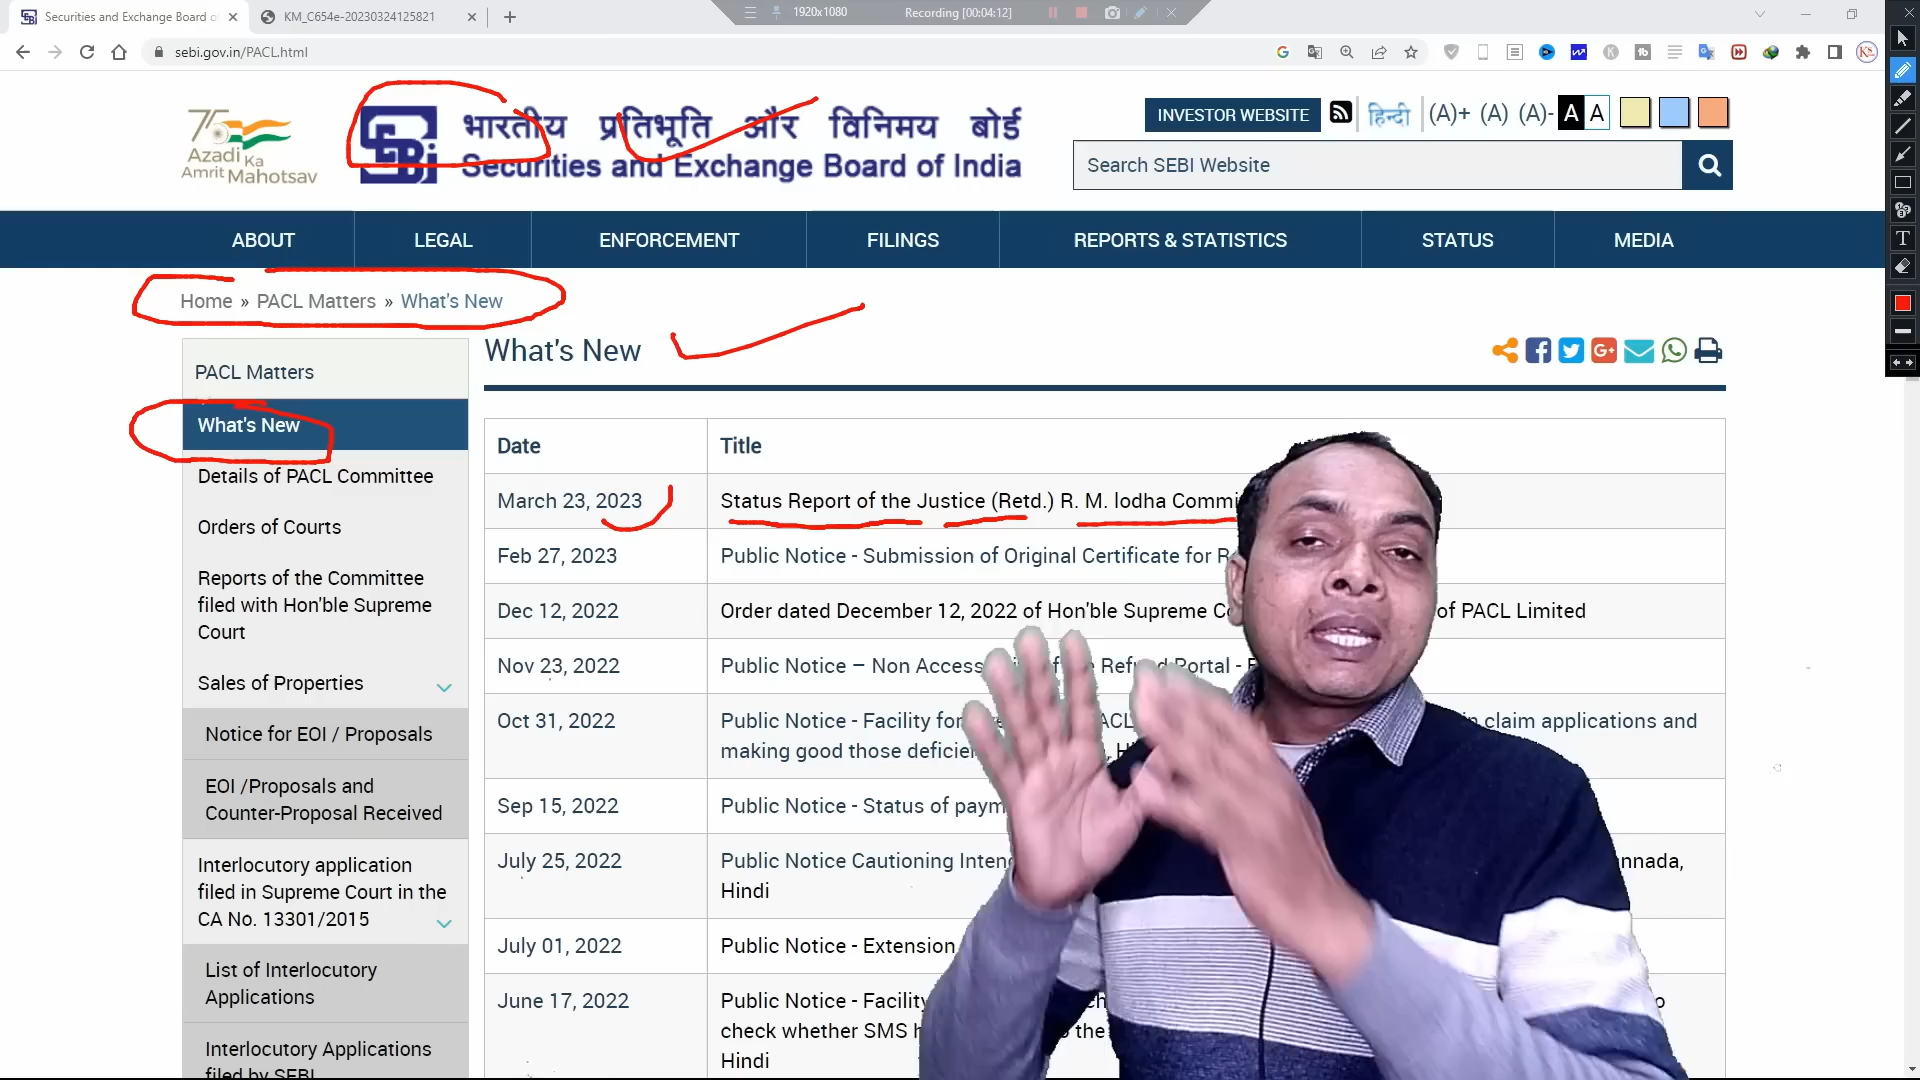 Securities and Exchange Board of
KM_C654e-20230324125821
1920x1080
Recording [00:04:12]
sebi.gov.in/PACL.html
75
Azadi Ka
Amrit Mahotsav
SEBI
भारतीय प्रतिभूति और विनिमय बोर्ड
Securities and Exchange Board of India
INVESTOR WEBSITE
हिन्दी
(A)+ (A) (A)- A A
Search SEBI Website
ABOUT
LEGAL
ENFORCEMENT
FILINGS
REPORTS & STATISTICS
STATUS
MEDIA
Home » PACL Matters » What's New
PACL Matters
What's New
Details of PACL Committee
Orders of Courts
Reports of the Committee
filed with Hon'ble Supreme
Court
Sales of Properties
Notice for EOI / Proposals
EOI /Proposals and
Counter-Proposal Received
Interlocutory application
filed in Supreme Court in the
CA No. 13301/2015
List of Interlocutory
Applications
Interlocutory Applications
filed by SEBI
What's New
Date Title
March 23, 2023 Status Report of the Justice (Retd.) R. M. lodha
Feb 27, 2023 Public Notice - Submission of Original Certificate for
Dec 12, 2022 Order dated December 12, 2022 of Hon'ble Supreme of PACL Limited
Nov 23, 2022 Public Notice – Non Portal -
Oct 31, 2022 Public Notice - Facility for claim applications and
making good those
Sep 15, 2022 Public Notice - Status of
July 25, 2022 Public Notice Cautioning
Hindi
July 01, 2022 Public Notice - Extension
June 17, 2022 Public Notice - Facility
check whether SMS the
Hindi